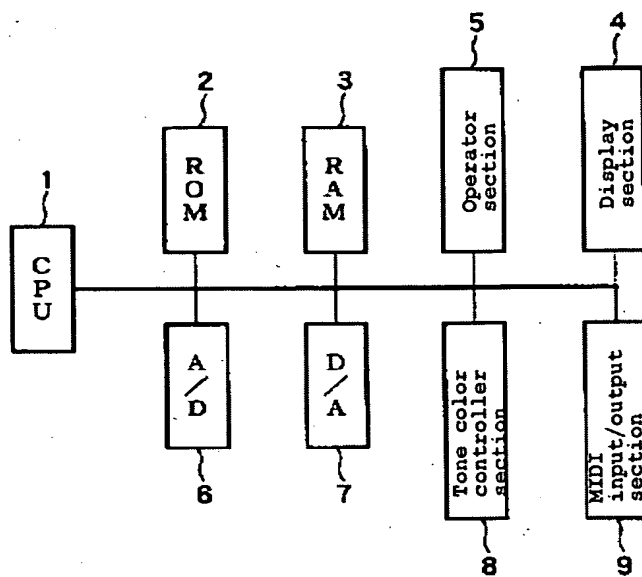 5
4
2
3
Operator
section
Display
section
1
ROM
RAM
CPU
A/D
D/A
Tone color
controller
section
MIDI
input/output
section
6
7
8
9